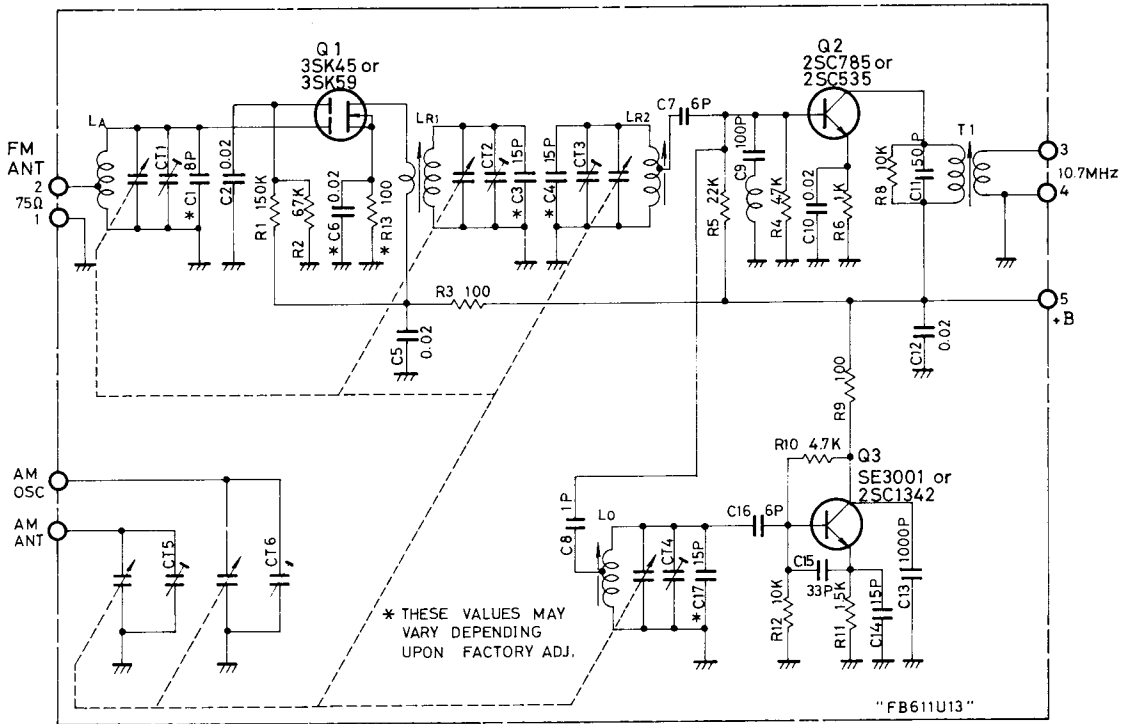 Q1
3SK45 or
3SK59
Q2
2SC785 or
2SC535
LA
LR1
LR2
C7 6P
FM
ANT
2
75Ω
1
CT1
*C1 8P
C2 0.02
R1 150K
R2 67K
*C6 0.02
*R13 100
CT2
*C3 15P
*C4 15P
CT3
R5 22K
C9 100P
R4 47K
C10 0.02
R6 1K
R8 10K
C11 150P
T1
3
10.7MHz
4
R3 100
5
+B
C5 0.02
C12 0.02
R9 100
R10 4.7K
Q3
SE3001 or
2SC1342
AM
OSC
AM
ANT
CT5
CT6
C8 1P
LO
CT4
*C17 15P
C16 6P
C15
33P
R12 10K
R11 1.5K
C14 15P
C13 1000P
* THESE VALUES MAY
VARY DEPENDING
UPON FACTORY ADJ.
"FB611U13"